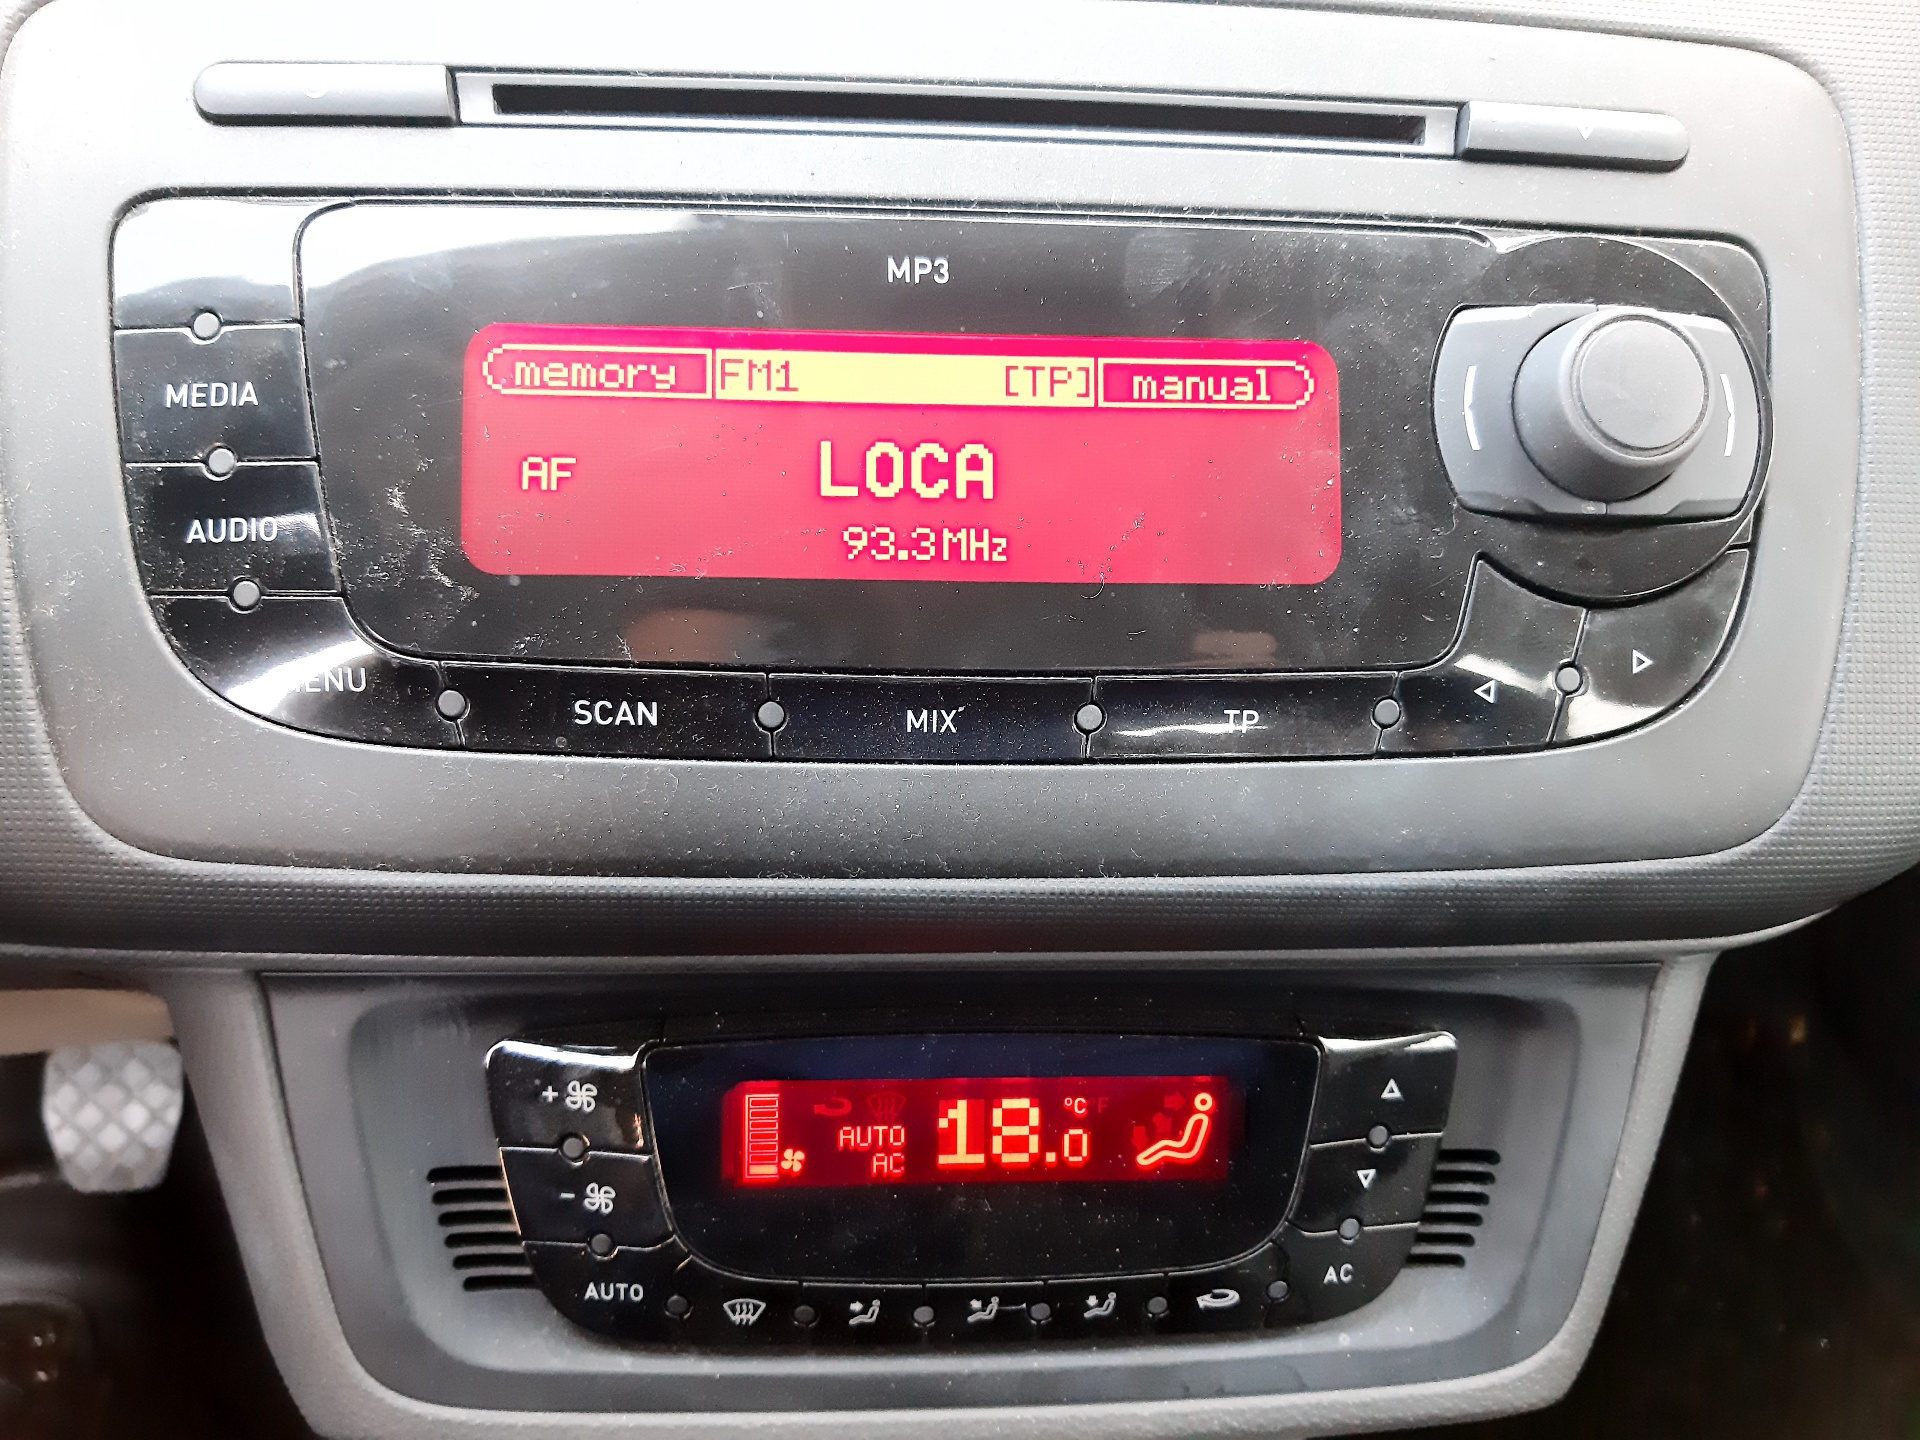 MP3
memory FM1 [TP] manual
MEDIA
AF LOCA
93.3MHz
AUDIO
MENU
SCAN
MIX
TP
AUTO
AC
18.0
°C
AUTO
AC